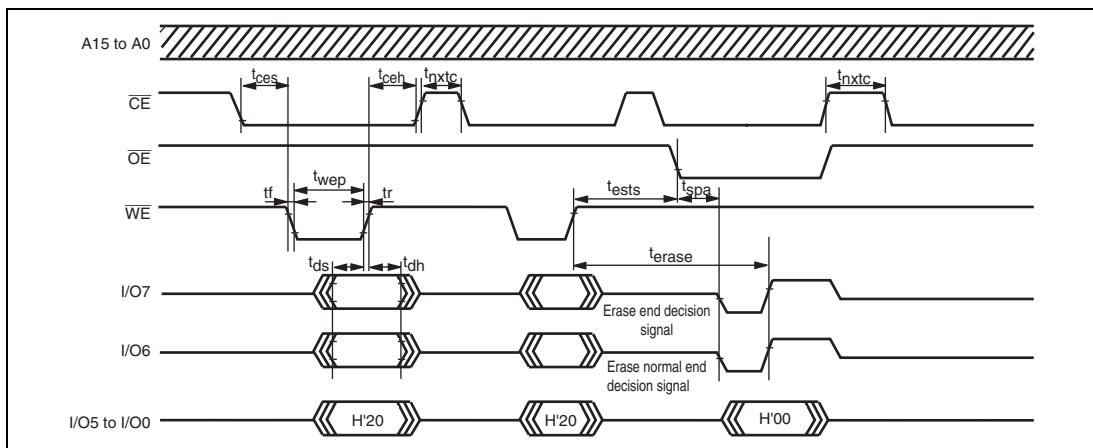 A15 to A0
tces
tceh
tnxtc
tnxtc
CE
OE
twep
tests
tspa
tf
tr
WE
terase
tds
tdh
I/O7
Erase end decision
signal
I/O6
Erase normal end
decision signal
I/O5 to I/O0
H'20
H'20
H'00